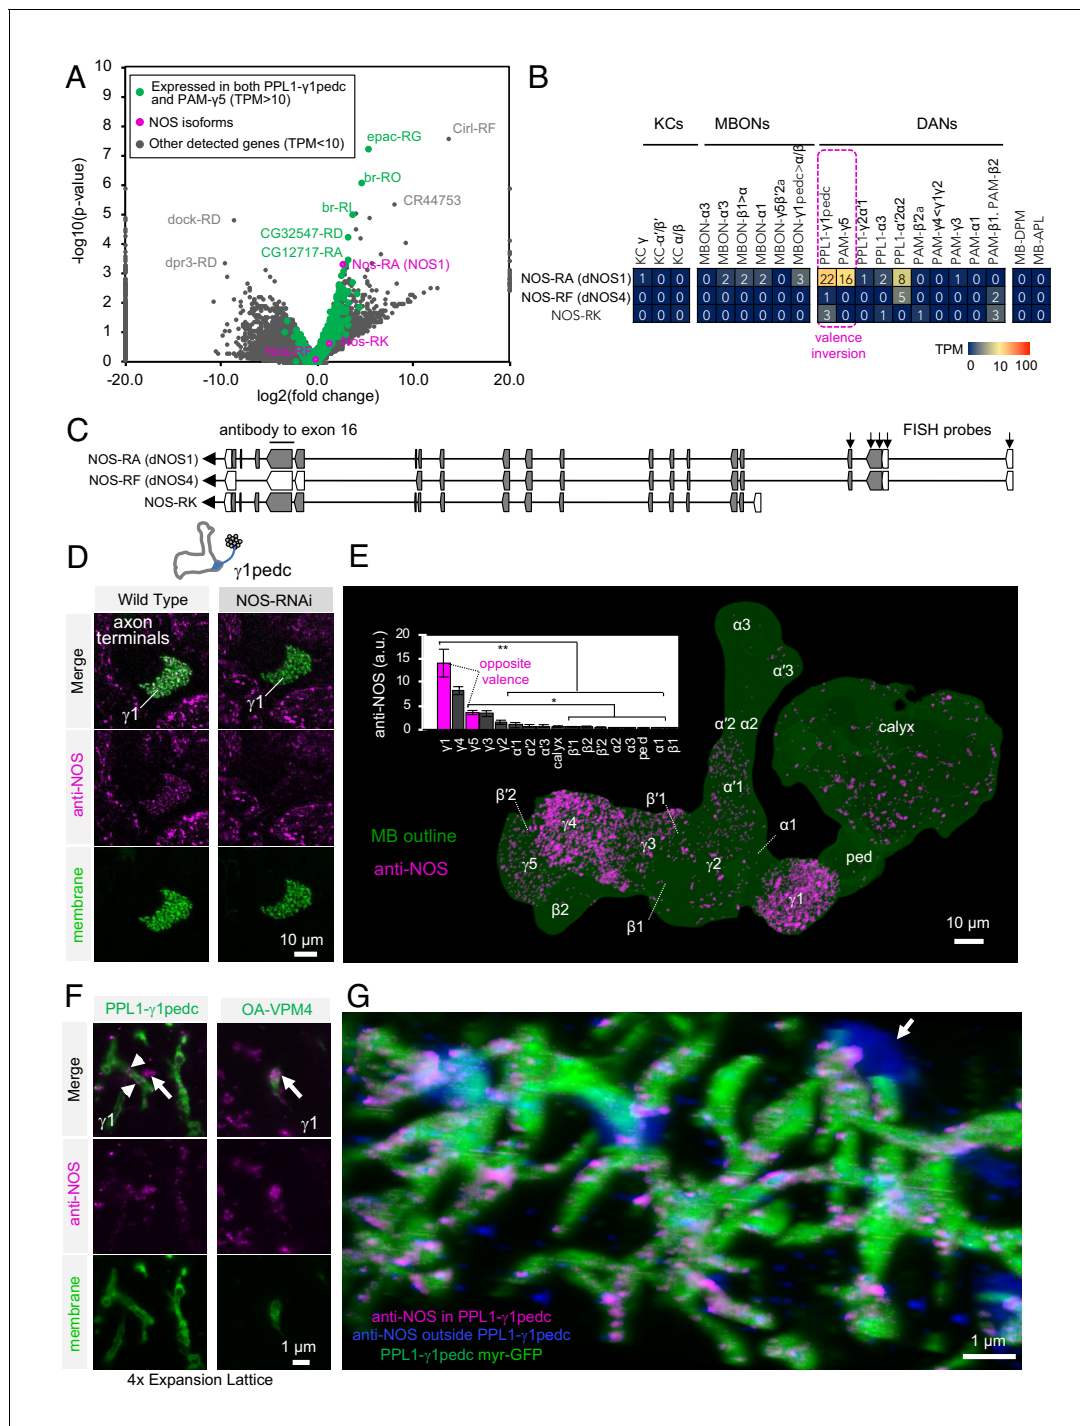 A
10
9
8
7
6
5
4
3
2
1
0
-log10(p-value)
-20.0
-10.0
0.0
10.0
20.0
log2(fold change)
Expressed in both PPL1-γ1pedc
and PAM-γ5 (TPM>10)
NOS isoforms
Other detected genes (TPM<10)
Cirl-RF
epac-RG
br-RO
CR44753
br-RI
dock-RD
CG32547-RD
CG12717-RA
dpr3-RD
Nos-RA (NOS1)
Nos-RK
B
KCs
MBONs
DANs
KC γ
KC-α/β′
KC α/β
MBON-α3
MBON-α′3
MBON-β1>α
MBON-α1
MBON-γ5β′2a
MBON-γ1pedc>α/β
PPL1-γ1pedc
PAM-γ5
PPL1-γ2α1
PPL1-α3
PPL1-α′2α2
PAM-β′2a
PAM-γ4<γ1γ2
PAM-γ3
PAM-α1
PAM-β1. PAM-β2
MB-DPM
MB-APL
NOS-RA (dNOS1) 1 0 0 0 2 2 2 0 3 22 16 1 2 8 0 0 1 0 0 0 0
NOS-RF (dNOS4) 0 0 0 0 0 0 0 0 0 1 0 0 0 5 0 0 0 0 2 0 0
NOS-RK 0 0 0 0 0 0 0 0 0 3 0 0 1 0 1 0 0 0 3 0 0
valence
inversion
TPM
0 10 100
C
antibody to exon 16
FISH probes
NOS-RA (dNOS1)
NOS-RF (dNOS4)
NOS-RK
D
γ1pedc
Wild Type
NOS-RNAi
axon
terminals
γ1
γ1
Merge
anti-NOS
membrane
10 µm
E
20
15
10
5
0
anti-NOS (a.u.)
**
opposite
valence
*
γ1
γ4
γ5
γ3
γ2
α′1
α′2
α′3
calyx
β′1
β2
β′2
α2
α3
ped
α1
β1
α3
α′3
α′2 α2
calyx
α′1
β′2
β′1
γ4
MB outline
γ3
α1
γ5
γ2
ped
anti-NOS
γ1
β2
β1
10 µm
F
PPL1-γ1pedc
OA-VPM4
Merge
γ1
γ1
anti-NOS
membrane
1 µm
4x Expansion Lattice
G
anti-NOS in PPL1-γ1pedc
anti-NOS outside PPL1-γ1pedc
PPL1-γ1pedc myr-GFP
1 µm